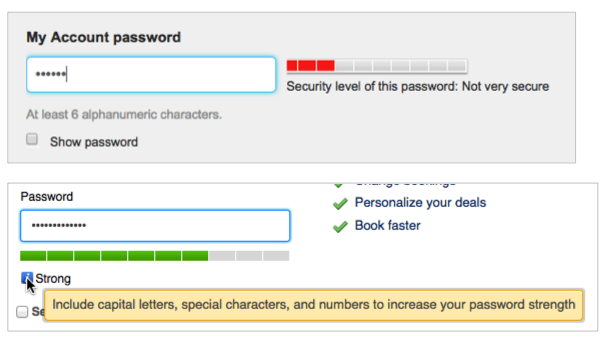 My Account password
••••••
Security level of this password: Not very secure
At least 6 alphanumeric characters.
Show password
Password
Personalize your deals
•••••••••••••
Book faster
i Strong
Include capital letters, special characters, and numbers to increase your password strength
Se